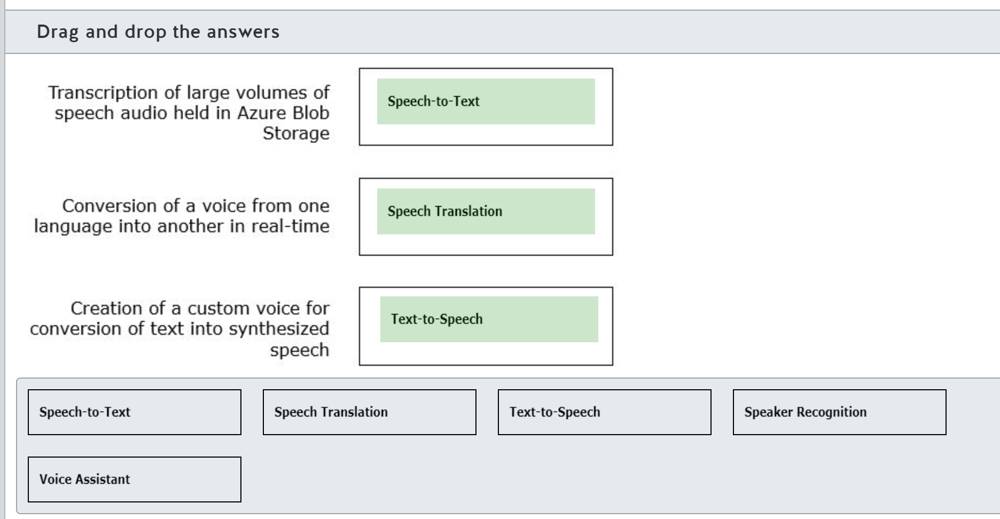 Drag and drop the answers
Transcription of large volumes of
speech audio held in Azure Blob
Storage
Speech-to-Text
Conversion of a voice from one
language into another in real-time
Speech Translation
Creation of a custom voice for
conversion of text into synthesized
speech
Text-to-Speech
Speech-to-Text
Speech Translation
Text-to-Speech
Speaker Recognition
Voice Assistant